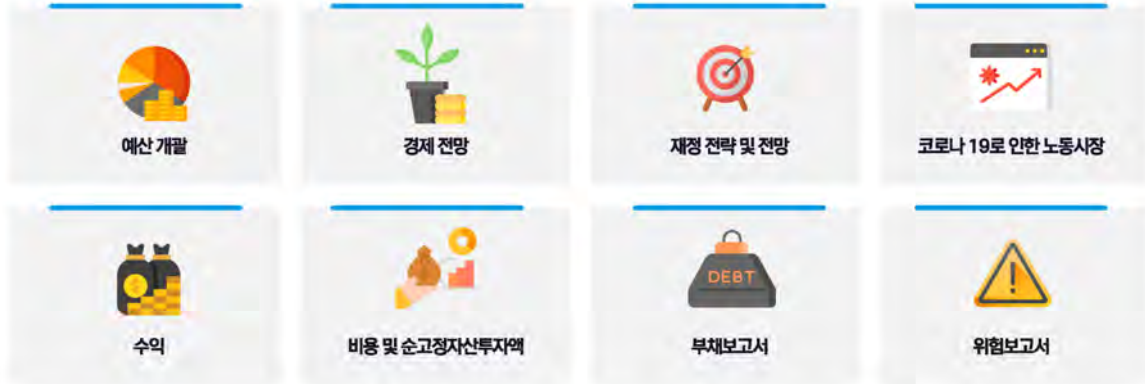 예산 개괄
경제 전망
재정 전략 및 전망
코로나 19로 인한 노동시장
DEBT
수익
비용 및 순고정자산투자액
부채보고서
위험보고서